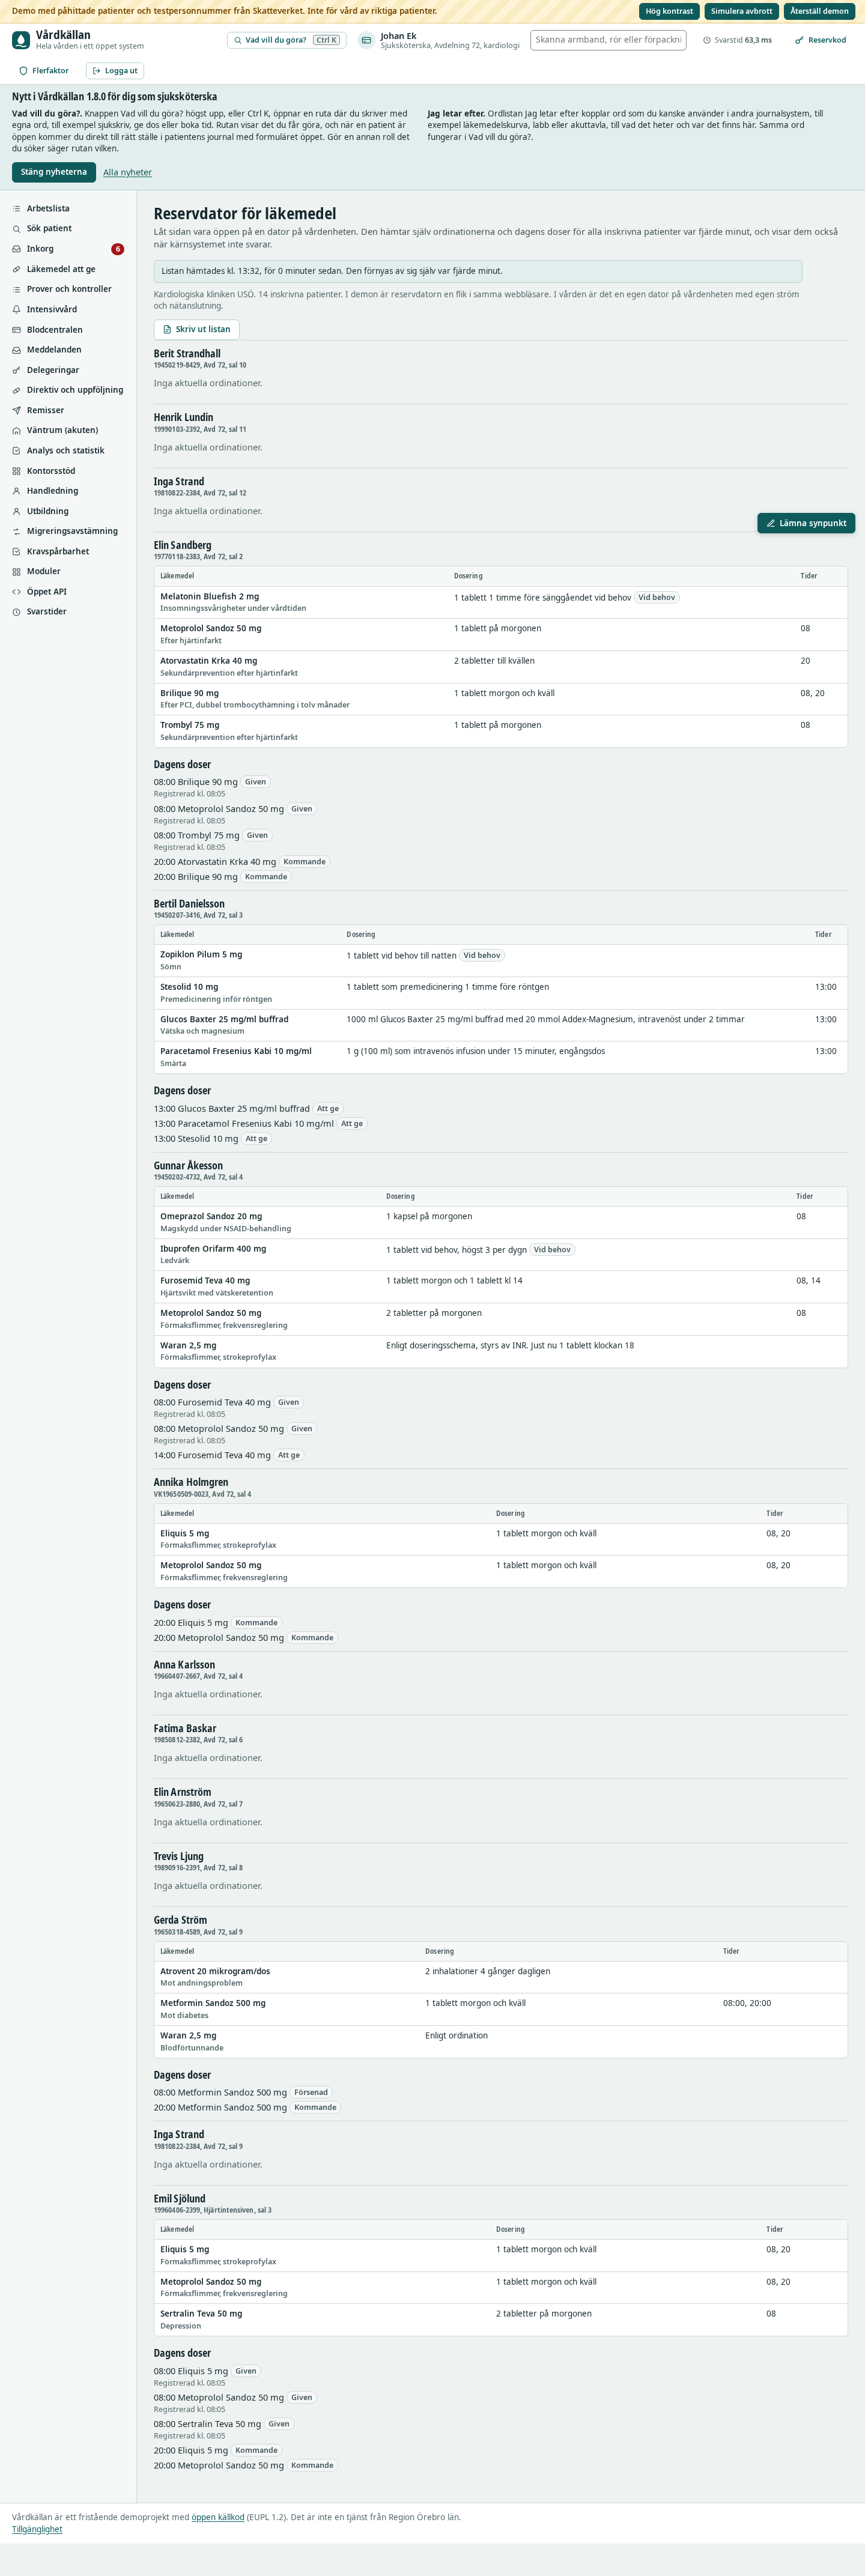 Demo med påhittade patienter och testpersonnummer från Skatteverket. Inte för vård av riktiga patienter.
Hög kontrast
Simulera avbrott
Återställ demon
Vårdkällan
Hela vården i ett öppet system
Vad vill du göra? Ctrl K
Johan Ek
Sjuksköterska, Avdelning 72, kardiologi
Skanna armband, rör eller förpackni
Svarstid 63,3 ms
Reservkod
Flerfaktor
Logga ut
Nytt i Vårdkällan 1.8.0 för dig som sjuksköterska
Vad vill du göra?. Knappen Vad vill du göra? högst upp, eller Ctrl K, öppnar en ruta där du skriver med
egna ord, till exempel sjukskriv, ge dos eller boka tid. Rutan visar det du får göra, och när en patient är
öppen kommer du direkt till rätt ställe i patientens journal med formuläret öppet. Gör en annan roll det
du söker säger rutan vilken.
Jag letar efter. Ordlistan Jag letar efter kopplar ord som du kanske använder i andra journalsystem, till
exempel läkemedelskurva, labb eller akuttavla, till vad det heter och var det finns här. Samma ord
fungerar i Vad vill du göra?.
Stäng nyheterna
Alla nyheter
Arbetslista
Sök patient
Inkorg 6
Läkemedel att ge
Prover och kontroller
Intensivvård
Blodcentralen
Meddelanden
Delegeringar
Direktiv och uppföljning
Remisser
Väntrum (akuten)
Analys och statistik
Kontorsstöd
Handledning
Utbildning
Migreringsavstämning
Kravspårbarhet
Moduler
Öppet API
Svarstider
Reservdator för läkemedel
Låt sidan vara öppen på en dator på vårdenheten. Den hämtar själv ordinationerna och dagens doser för alla inskrivna patienter var fjärde minut, och visar dem också
när kärnsystemet inte svarar.
Listan hämtades kl. 13:32, för 0 minuter sedan. Den förnyas av sig själv var fjärde minut.
Kardiologiska kliniken USÖ. 14 inskrivna patienter. I demon är reservdatorn en flik i samma webbläsare. I vården är det en egen dator på vårdenheten med egen ström
och nätanslutning.
Skriv ut listan
Berit Strandhall
19450219-8429, Avd 72, sal 10
Inga aktuella ordinationer.
Henrik Lundin
19990103-2392, Avd 72, sal 11
Inga aktuella ordinationer.
Inga Strand
19810822-2384, Avd 72, sal 12
Inga aktuella ordinationer.
Lämna synpunkt
Elin Sandberg
19770118-2383, Avd 72, sal 2
Läkemedel Dosering Tider
Melatonin Bluefish 2 mg 1 tablett 1 timme före sänggåendet vid behov Vid behov
Insomningssvårigheter under vårdtiden
Metoprolol Sandoz 50 mg 1 tablett på morgonen 08
Efter hjärtinfarkt
Atorvastatin Krka 40 mg 2 tabletter till kvällen 20
Sekundärprevention efter hjärtinfarkt
Brilique 90 mg 1 tablett morgon och kväll 08, 20
Efter PCI, dubbel trombocythämning i tolv månader
Trombyl 75 mg 1 tablett på morgonen 08
Sekundärprevention efter hjärtinfarkt
Dagens doser
08:00 Brilique 90 mg Given
Registrerad kl. 08:05
08:00 Metoprolol Sandoz 50 mg Given
Registrerad kl. 08:05
08:00 Trombyl 75 mg Given
Registrerad kl. 08:05
20:00 Atorvastatin Krka 40 mg Kommande
20:00 Brilique 90 mg Kommande
Bertil Danielsson
19450207-3416, Avd 72, sal 3
Läkemedel Dosering Tider
Zopiklon Pilum 5 mg 1 tablett vid behov till natten Vid behov
Sömn
Stesolid 10 mg 1 tablett som premedicinering 1 timme före röntgen 13:00
Premedicinering inför röntgen
Glucos Baxter 25 mg/ml buffrad 1000 ml Glucos Baxter 25 mg/ml buffrad med 20 mmol Addex-Magnesium, intravenöst under 2 timmar 13:00
Vätska och magnesium
Paracetamol Fresenius Kabi 10 mg/ml 1 g (100 ml) som intravenös infusion under 15 minuter, engångsdos 13:00
Smärta
Dagens doser
13:00 Glucos Baxter 25 mg/ml buffrad Att ge
13:00 Paracetamol Fresenius Kabi 10 mg/ml Att ge
13:00 Stesolid 10 mg Att ge
Gunnar Åkesson
19450202-4732, Avd 72, sal 4
Läkemedel Dosering Tider
Omeprazol Sandoz 20 mg 1 kapsel på morgonen 08
Magskydd under NSAID-behandling
Ibuprofen Orifarm 400 mg 1 tablett vid behov, högst 3 per dygn Vid behov
Ledvärk
Furosemid Teva 40 mg 1 tablett morgon och 1 tablett kl 14 08, 14
Hjärtsvikt med vätskeretention
Metoprolol Sandoz 50 mg 2 tabletter på morgonen 08
Förmaksflimmer, frekvensreglering
Waran 2,5 mg Enligt doseringsschema, styrs av INR. Just nu 1 tablett klockan 18
Förmaksflimmer, strokeprofylax
Dagens doser
08:00 Furosemid Teva 40 mg Given
Registrerad kl. 08:05
08:00 Metoprolol Sandoz 50 mg Given
Registrerad kl. 08:05
14:00 Furosemid Teva 40 mg Att ge
Annika Holmgren
VK19650509-0023, Avd 72, sal 4
Läkemedel Dosering Tider
Eliquis 5 mg 1 tablett morgon och kväll 08, 20
Förmaksflimmer, strokeprofylax
Metoprolol Sandoz 50 mg 1 tablett morgon och kväll 08, 20
Förmaksflimmer, frekvensreglering
Dagens doser
20:00 Eliquis 5 mg Kommande
20:00 Metoprolol Sandoz 50 mg Kommande
Anna Karlsson
19660407-2667, Avd 72, sal 4
Inga aktuella ordinationer.
Fatima Baskar
19850812-2382, Avd 72, sal 6
Inga aktuella ordinationer.
Elin Arnström
19650623-2880, Avd 72, sal 7
Inga aktuella ordinationer.
Trevis Ljung
19890916-2391, Avd 72, sal 8
Inga aktuella ordinationer.
Gerda Ström
19650318-4589, Avd 72, sal 9
Läkemedel Dosering Tider
Atrovent 20 mikrogram/dos 2 inhalationer 4 gånger dagligen
Mot andningsproblem
Metformin Sandoz 500 mg 1 tablett morgon och kväll 08:00, 20:00
Mot diabetes
Waran 2,5 mg Enligt ordination
Blodförtunnande
Dagens doser
08:00 Metformin Sandoz 500 mg Försenad
20:00 Metformin Sandoz 500 mg Kommande
Inga Strand
19810822-2384, Avd 72, sal 9
Inga aktuella ordinationer.
Emil Sjölund
19960406-2399, Hjärtintensiven, sal 3
Läkemedel Dosering Tider
Eliquis 5 mg 1 tablett morgon och kväll 08, 20
Förmaksflimmer, strokeprofylax
Metoprolol Sandoz 50 mg 1 tablett morgon och kväll 08, 20
Förmaksflimmer, frekvensreglering
Sertralin Teva 50 mg 2 tabletter på morgonen 08
Depression
Dagens doser
08:00 Eliquis 5 mg Given
Registrerad kl. 08:05
08:00 Metoprolol Sandoz 50 mg Given
Registrerad kl. 08:05
08:00 Sertralin Teva 50 mg Given
Registrerad kl. 08:05
20:00 Eliquis 5 mg Kommande
20:00 Metoprolol Sandoz 50 mg Kommande
Vårdkällan är ett fristående demoprojekt med öppen källkod (EUPL 1.2). Det är inte en tjänst från Region Örebro län.
Tillgänglighet